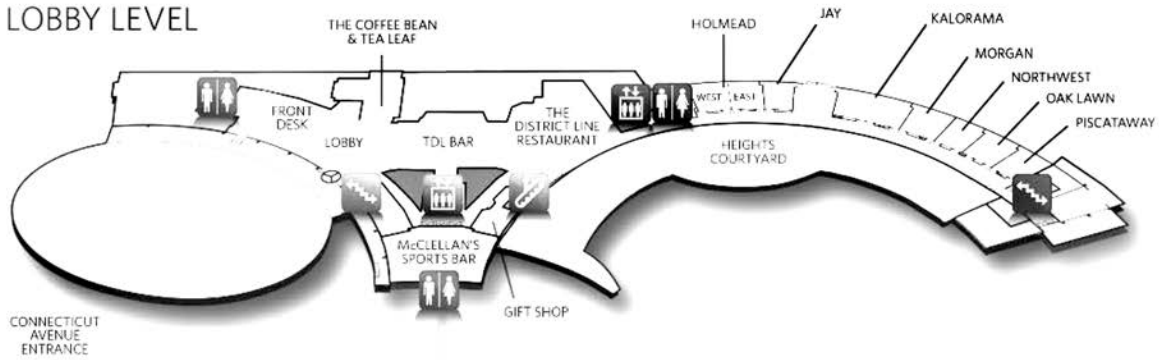 LOBBY LEVEL
THE COFFEE BEAN
& TEA LEAF
HOLMEAD
JAY
KALORAMA
MORGAN
NORTHWEST
OAK LAWN
PISCATAWAY
WEST
EAST
FRONT
DESK
LOBBY
TDL BAR
THE
DISTRICT LINE
RESTAURANT
HEIGHTS
COURTYARD
McCLELLAN'S
SPORTS BAR
GIFT SHOP
CONNECTICUT
AVENUE
ENTRANCE